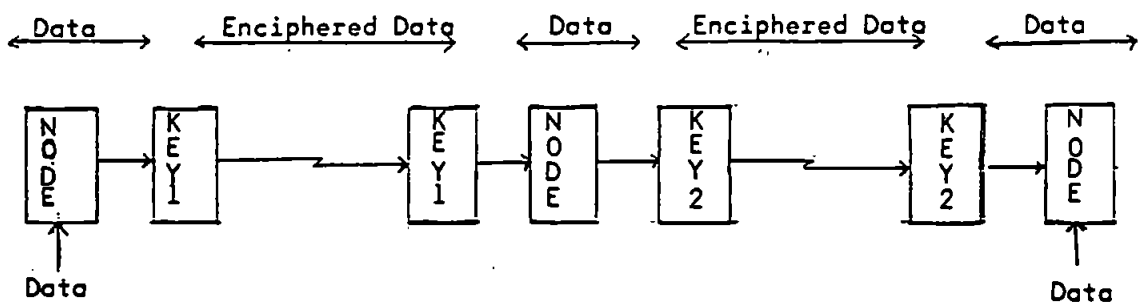 Data Enciphered Data Data Enciphered Data Data
NODE KEY1 KEY1 NODE KEY2 KEY2 NODE
Data Data